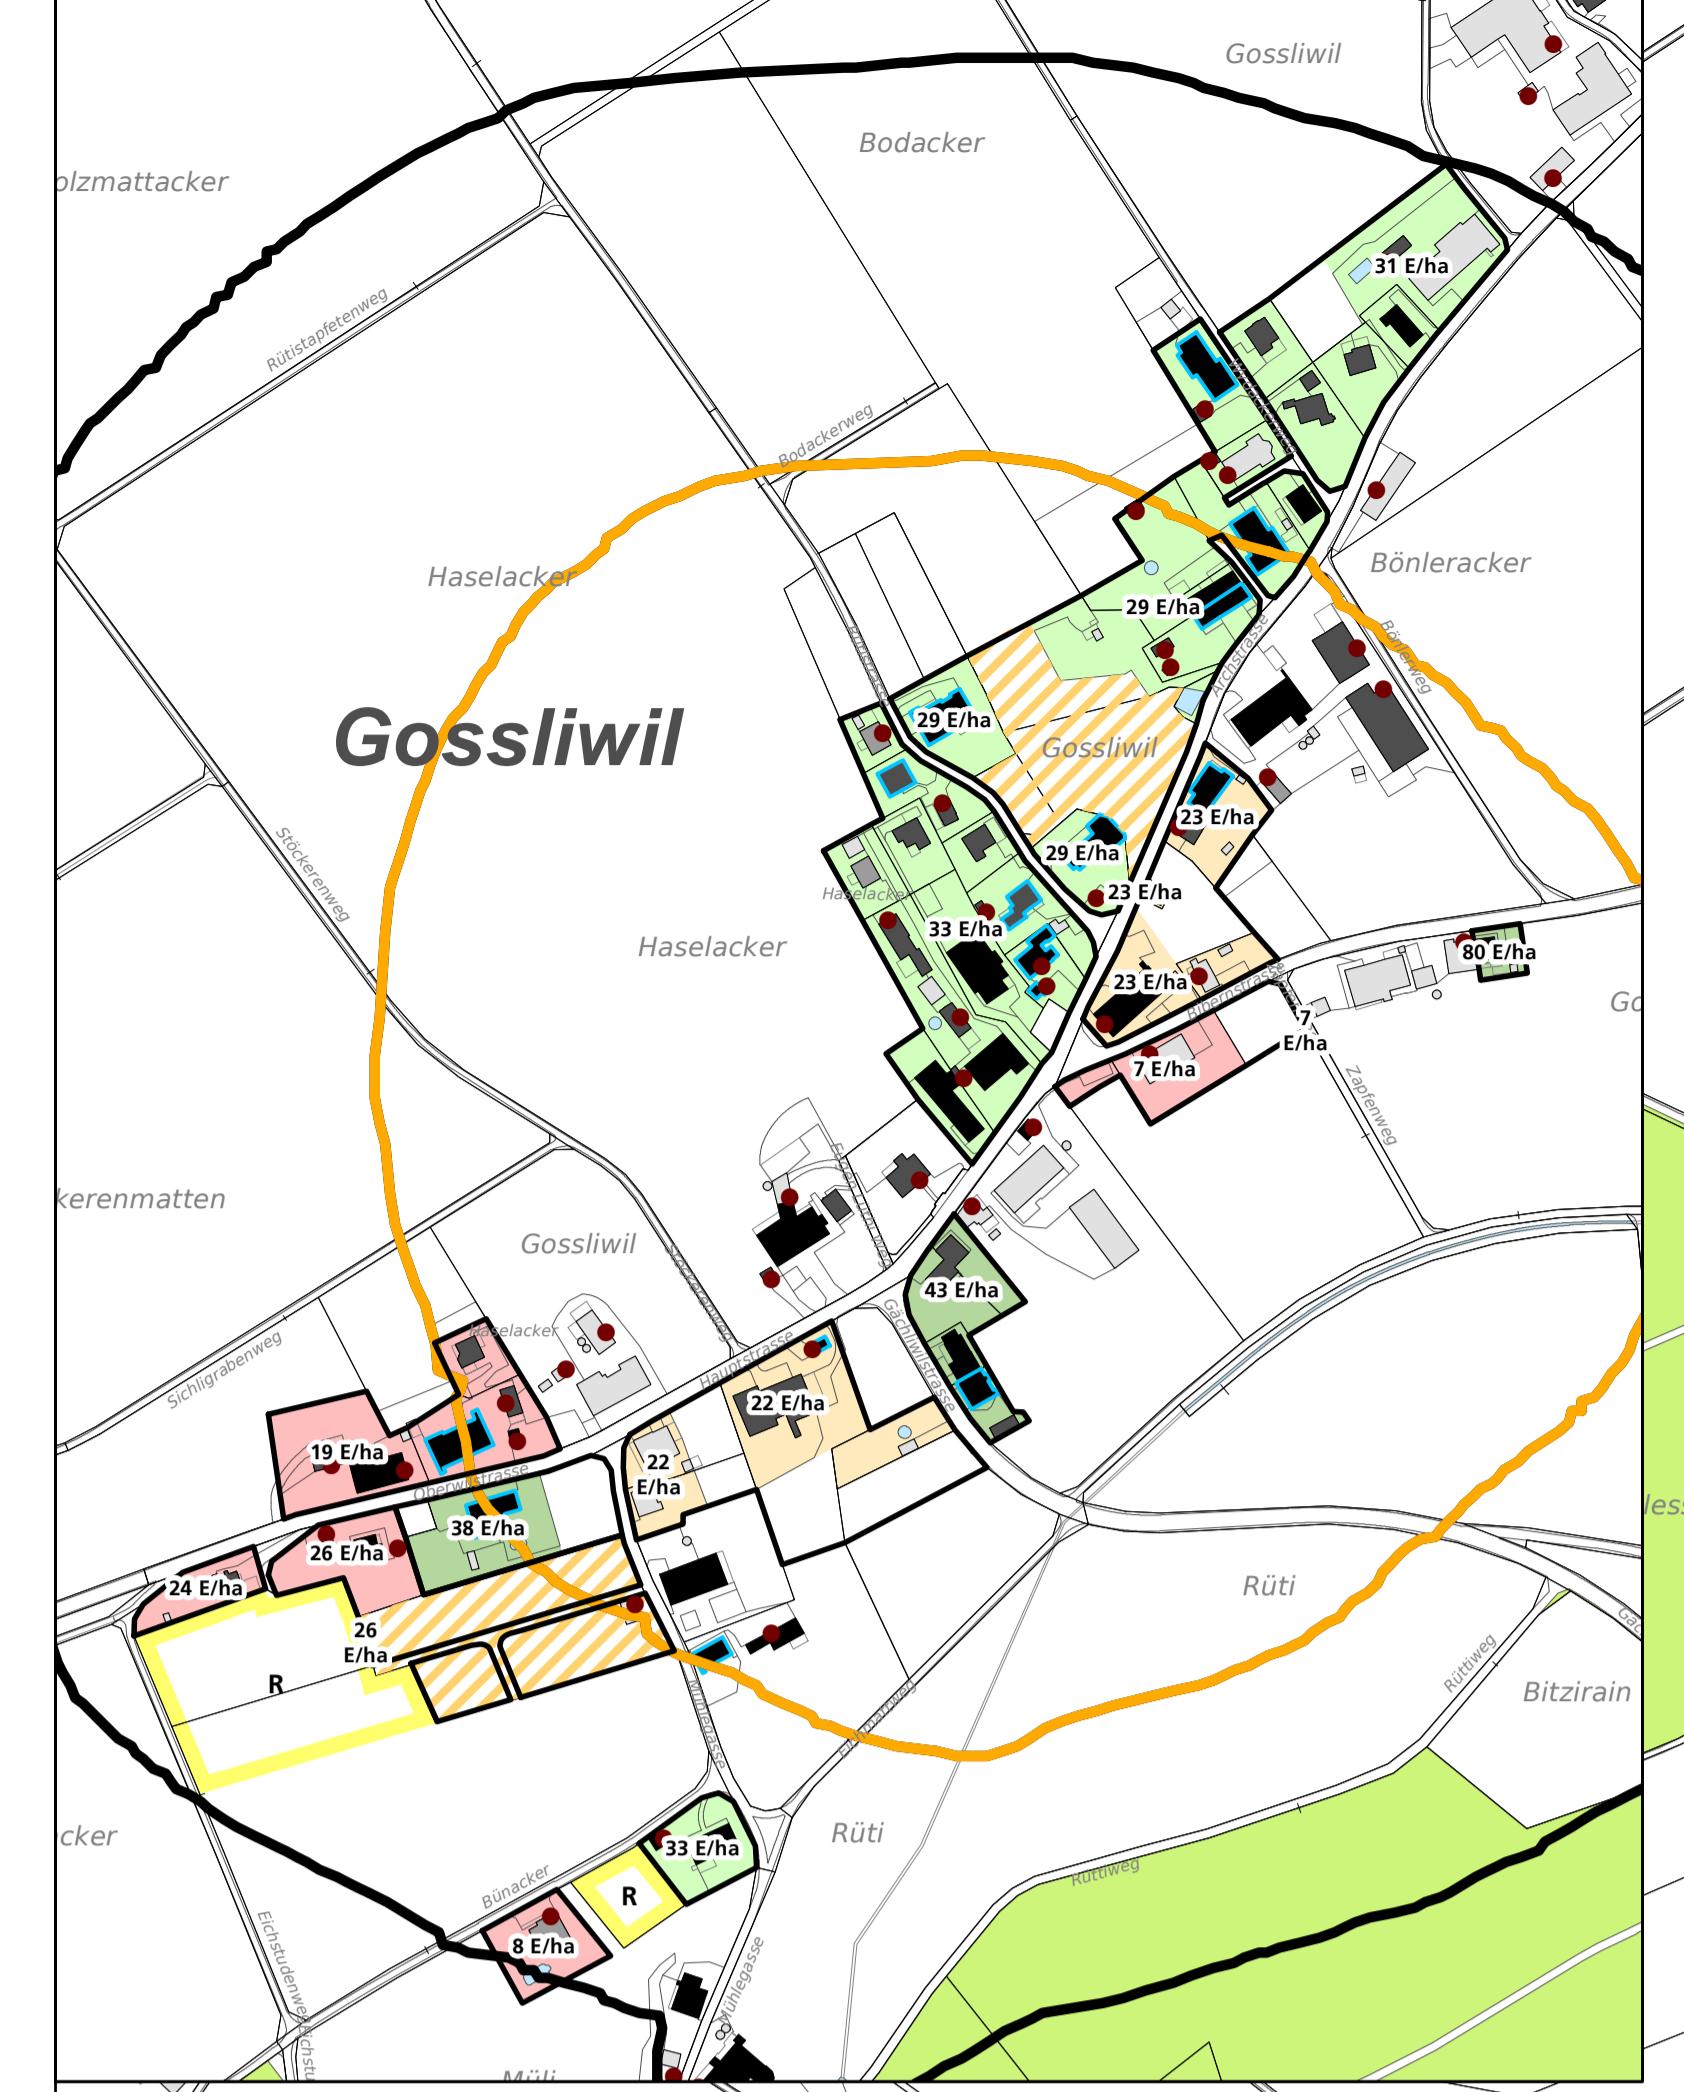 Gossliwil
Bodacker
olzmattacker
31 E/ha
Rütistapfetenweg
Bodackerweg
Haselacker
Bönleracker
29 E/ha
Archstrasse
Bönlerweg
Gossliwil
29 E/ha
Gossliwil
23 E/ha
29 E/ha
23 E/ha
Stöckerenweg
Haselacker
33 E/ha
Haselacker
80 E/ha
23 E/ha
Bibernstrasse
Go
7
E/ha
7 E/ha
Zapfenweg
kerenmatten
Gossliwil
Stöckerenweg
43 E/ha
Gächliwilstrasse
Haselacker
Sichligrabenweg
Hauptstrasse
22 E/ha
19 E/ha
22
E/ha
Oberwilstrasse
38 E/ha
26 E/ha
24 E/ha
Rüti
26
E/ha
R
Rüttiweg
Bitzirain
Mühlegasse
cker
Rüti
33 E/ha
Rüttiweg
Bünacker
R
8 E/ha
Eichstudenweg
Mühlegasse
Müli